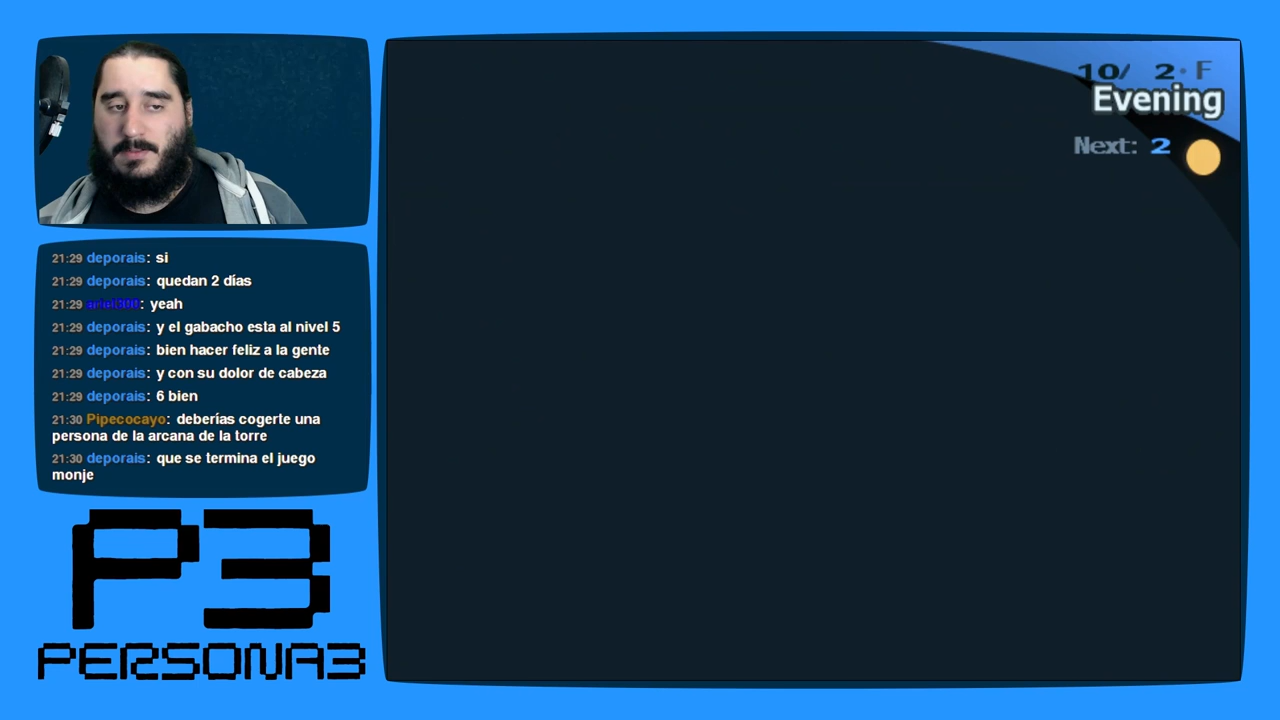 10/ 2 · F
Evening
Next: 2
21:29 deporais: si
21:29 deporais: quedan 2 días
21:29 : yeah
21:29 deporais: y el gabacho esta al nivel 5
21:29 deporais: bien hacer feliz a la gente
21:29 deporais: y con su dolor de cabeza
21:29 deporais: 6 bien
21:30 Pipecocayo: deberías cogerte una
persona de la arcana de la torre
21:30 deporais: que se termina el juego
monje
P3
PERSONA3